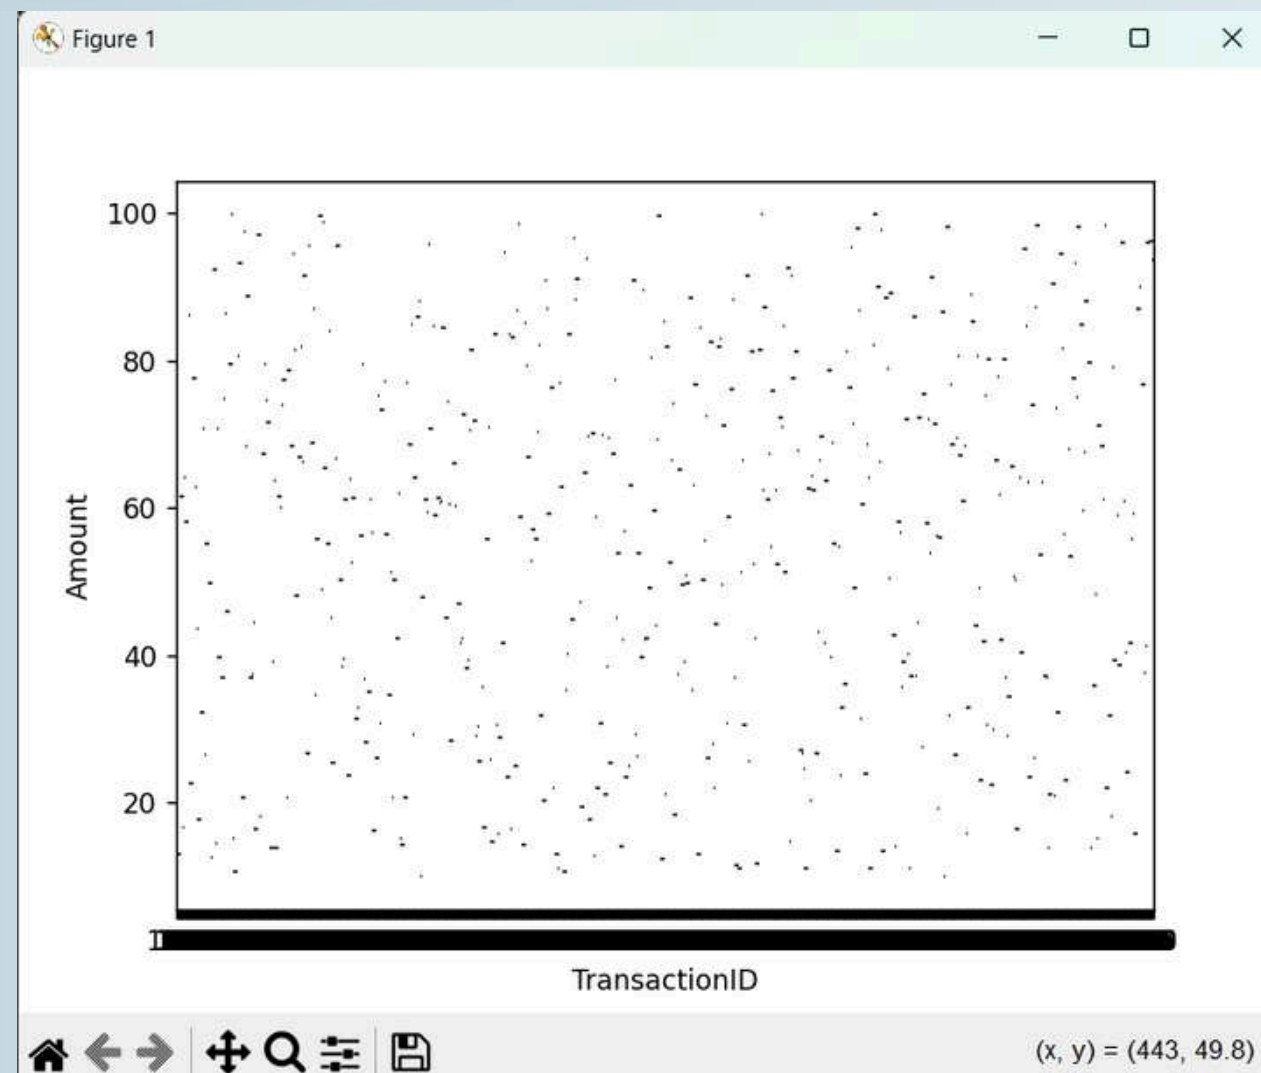 Figure 1
100
80
60
40
20
Amount
TransactionID
(x, y) = (443, 49.8)